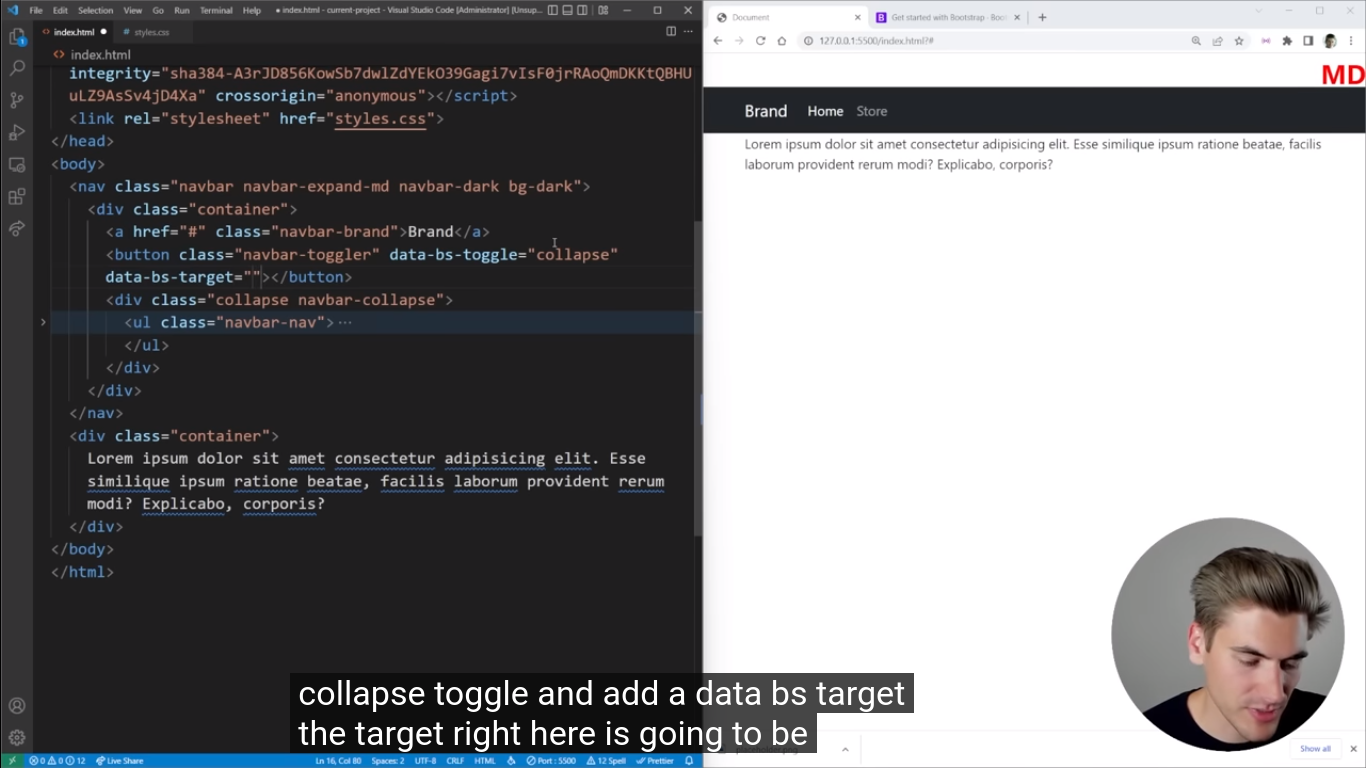 File Edit Selection View Go Run Terminal Help ● index.html - current-project - Visual Studio Code [Administrator] [Unsup...
index.html ● styles.css
index.html
integrity="sha384-A3rJD856KowSb7dwlZdYEkO39Gagi7vIsF0jrRAoQmDKKtQBHU
uLZ9AsSv4jD4Xa" crossorigin="anonymous"></script>
<link rel="stylesheet" href="styles.css">
</head>
<body>
<nav class="navbar navbar-expand-md navbar-dark bg-dark">
<div class="container">
<a href="#" class="navbar-brand">Brand</a>
<button class="navbar-toggler" data-bs-toggle="collapse"
data-bs-target=""></button>
<div class="collapse navbar-collapse">
<ul class="navbar-nav"> ···
</ul>
</div>
</div>
</nav>
<div class="container">
Lorem ipsum dolor sit amet consectetur adipisicing elit. Esse
similique ipsum ratione beatae, facilis laborum provident rerum
modi? Explicabo, corporis?
</div>
</body>
</html>
0 0 12 Live Share Ln 16, Col 80 Spaces: 2 UTF-8 CRLF HTML Port : 5500 12 Spell Prettier
Document Get started with Bootstrap · Boo
127.0.0.1:5500/index.html?#
MD
Brand Home Store
Lorem ipsum dolor sit amet consectetur adipisicing elit. Esse similique ipsum ratione beatae, facilis
laborum provident rerum modi? Explicabo, corporis?
Show all
collapse toggle and add a data bs target
the target right here is going to be